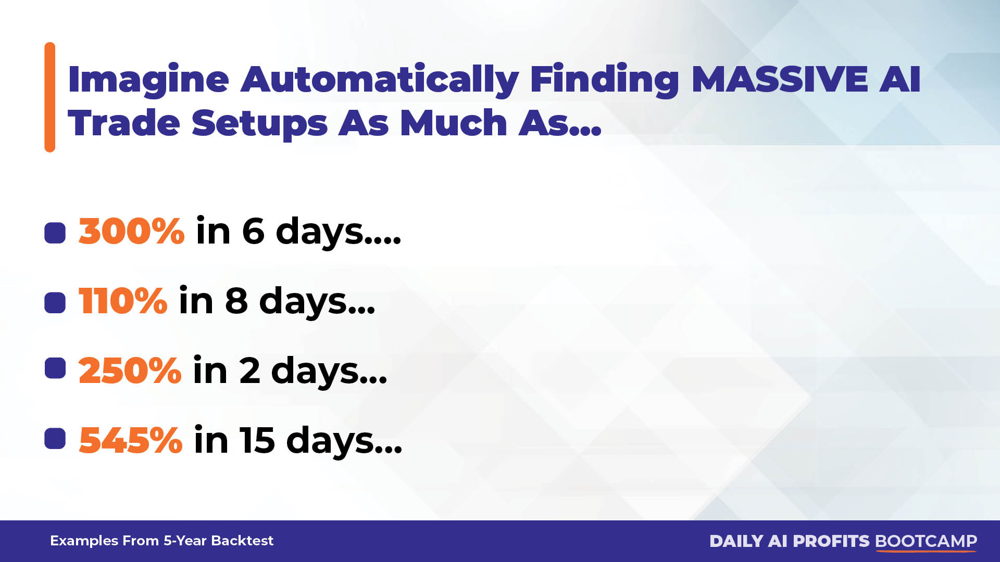 Imagine Automatically Finding MASSIVE AI
Trade Setups As Much As...
300% in 6 days....
110% in 8 days...
250% in 2 days...
545% in 15 days...
Examples From 5-Year Backtest
DAILY AI PROFITS BOOTCAMP